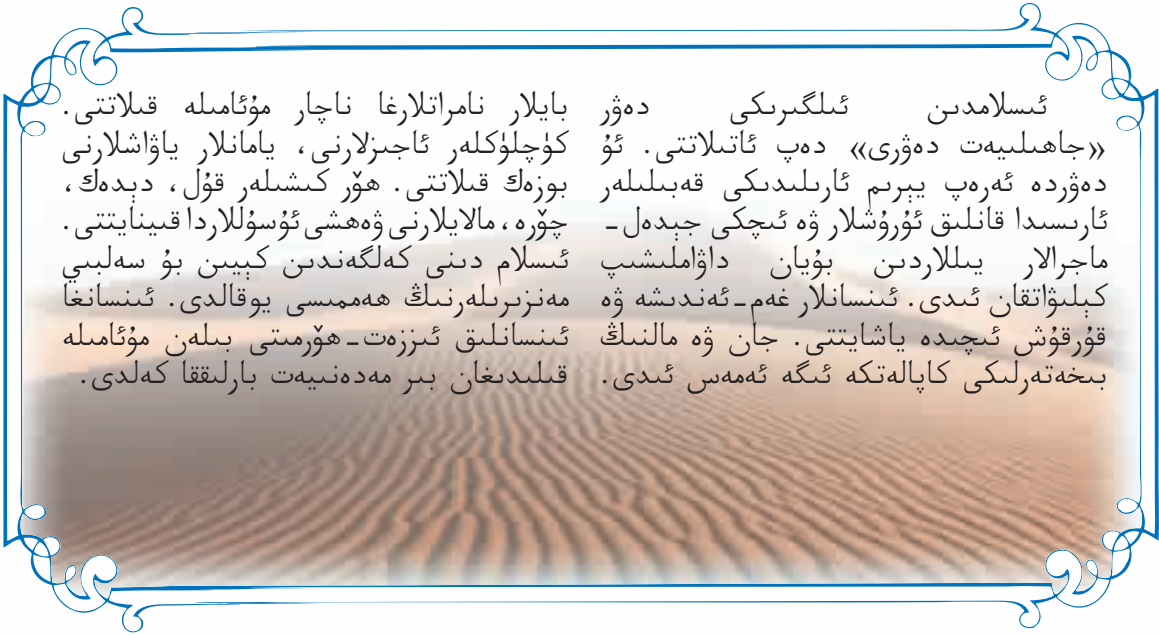 ئىسلامدىن ئىلگىرىكى دەۋر
«جاھىلىيەت دەۋرى» دەپ ئاتىلاتتى. ئۇ
دەۋردە ئەرەپ يېرىم ئارىلىدىكى قەبىلىلەر
ئارىسىدا قانلىق ئۇرۇشلار ۋە ئىچكى جېدەل-
ماجرالار يىللاردىن بۇيان داۋاملىشىپ
كېلىۋاتقان ئىدى. ئىنسانلار غەم-ئەندىشە ۋە
قۇرقۇش ئىچىدە ياشايتتى. جان ۋە مالنىڭ
بىخەتەرلىكى كاپالەتكە ئىگە ئەمەس ئىدى.
بايلار نامراتلارغا ناچار مۇئامىلە قىلاتتى.
كۈچلۈكلەر ئاجىزلارنى، يامانلار ياۋاشلارنى
بوزەك قىلاتتى. ھۆر كىشىلەر قۇل، دېدەك،
چۆرە، مالايلارنى ۋەھشى ئۇسۇللاردا قىينايتتى.
ئىسلام دىنى كەلگەندىن كېيىن بۇ سەلبىي
مەنزىرىلەرنىڭ ھەممىسى يوقالدى. ئىنسانغا
ئىنسانلىق ئىززەت-ھۆرمىتى بىلەن مۇئامىلە
قىلىدىغان بىر مەدەنىيەت بارلىققا كەلدى.